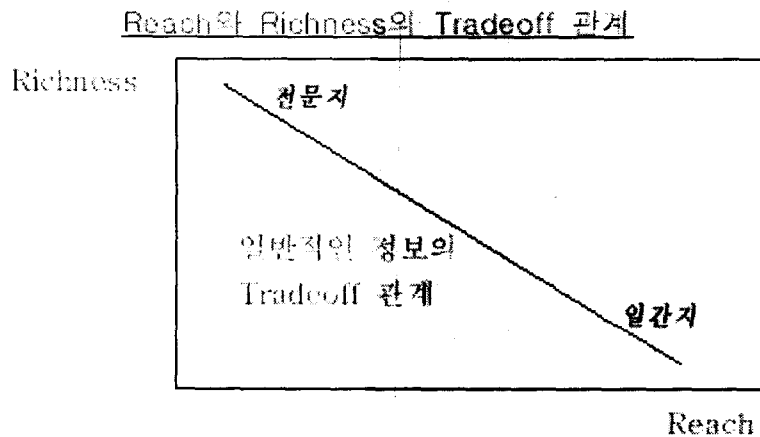 Reach와 Richness의 Tradeoff 관계
Richness
전문지
일반적인 정보의
Tradeoff 관계
일간지
Reach